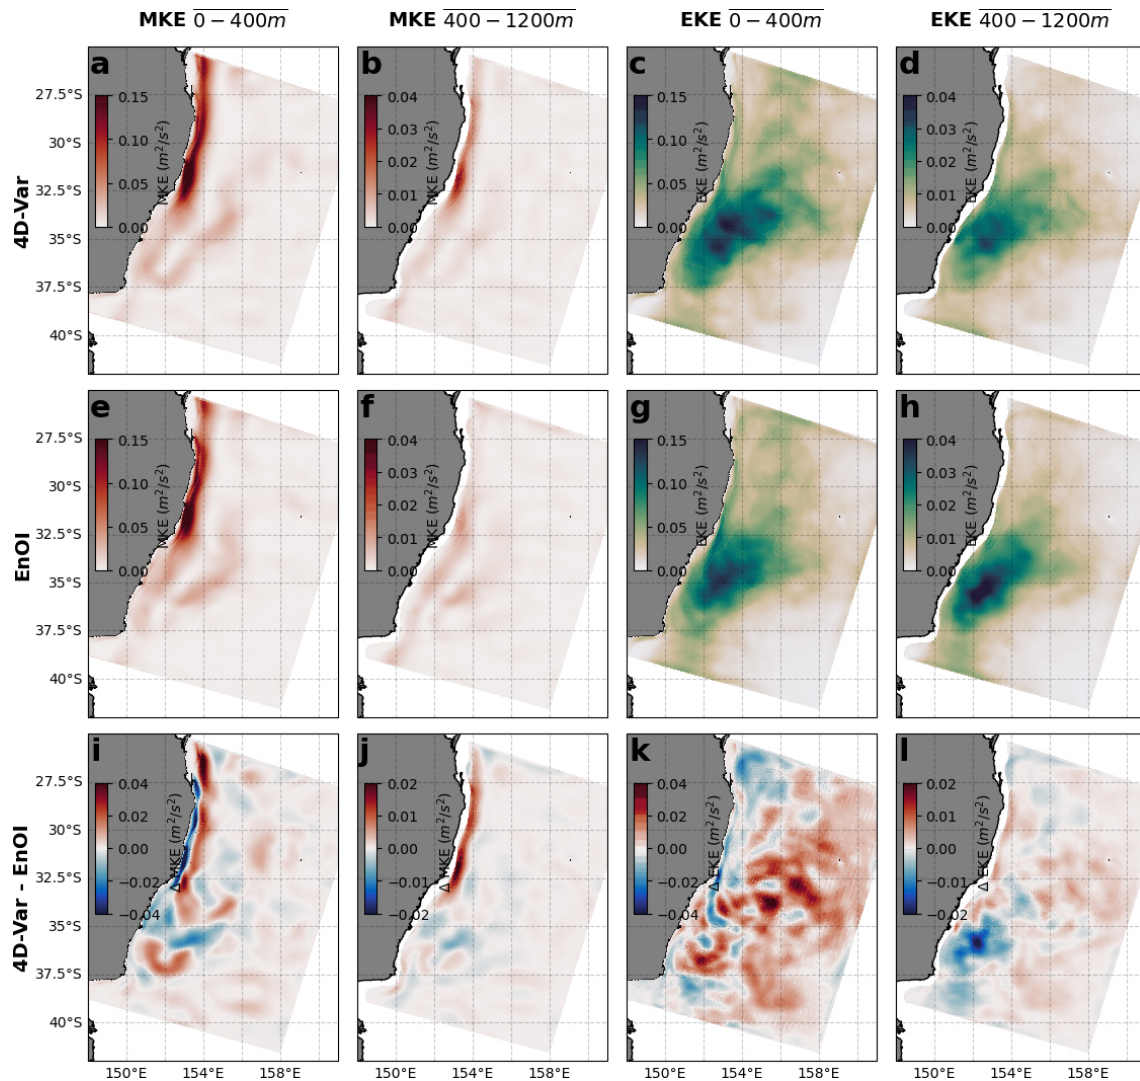 MKE 0 − 400m
MKE 400 − 1200m
EKE 0 − 400m
EKE 400 − 1200m
4D-Var
a
27.5°S
30°S
32.5°S
35°S
37.5°S
40°S
0.15
0.10
0.05
0.00
MKE (m²/s²)
b
0.04
0.03
0.02
0.01
0.00
MKE (m²/s²)
c
0.15
0.10
0.05
0.00
EKE (m²/s²)
d
0.04
0.03
0.02
0.01
0.00
EKE (m²/s²)
EnOI
e
27.5°S
30°S
32.5°S
35°S
37.5°S
40°S
0.15
0.10
0.05
0.00
MKE (m²/s²)
f
0.04
0.03
0.02
0.01
0.00
MKE (m²/s²)
g
0.15
0.10
0.05
0.00
EKE (m²/s²)
h
0.04
0.03
0.02
0.01
0.00
EKE (m²/s²)
4D-Var - EnOI
i
27.5°S
30°S
32.5°S
35°S
37.5°S
40°S
0.04
0.02
0.00
−0.02
−0.04
Δ MKE (m²/s²)
j
0.02
0.01
0.00
−0.01
−0.02
Δ MKE (m²/s²)
k
0.04
0.02
0.00
−0.02
−0.04
Δ EKE (m²/s²)
l
0.02
0.01
0.00
−0.01
−0.02
Δ EKE (m²/s²)
150°E 154°E 158°E
150°E 154°E 158°E
150°E 154°E 158°E
150°E 154°E 158°E